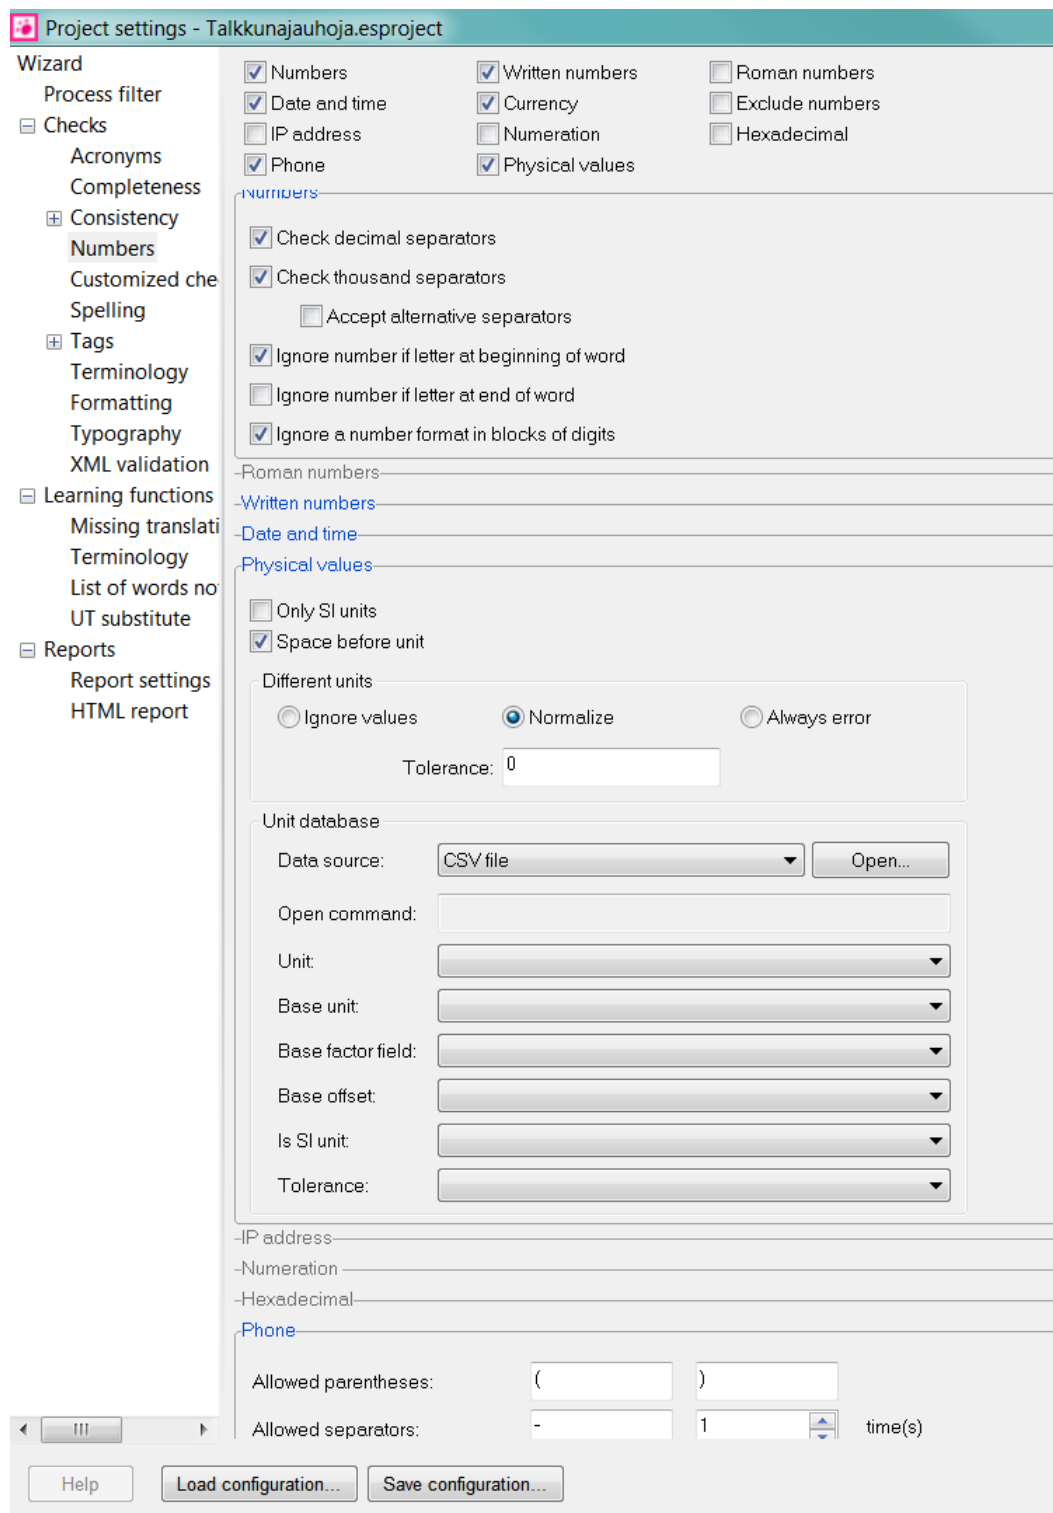 Project settings - Talkkunajauhoja.esproject
Wizard
Process filter
Checks
Acronyms
Completeness
Consistency
Numbers
Customized che
Spelling
Tags
Terminology
Formatting
Typography
XML validation
Learning functions
Missing translati
Terminology
List of words no
UT substitute
Reports
Report settings
HTML report
Numbers Written numbers Roman numbers
Date and time Currency Exclude numbers
IP address Numeration Hexadecimal
Phone Physical values
Numbers
Check decimal separators
Check thousand separators
Accept alternative separators
Ignore number if letter at beginning of word
Ignore number if letter at end of word
Ignore a number format in blocks of digits
Roman numbers
Written numbers
Date and time
Physical values
Only SI units
Space before unit
Different units
Ignore values Normalize Always error
Tolerance: 0
Unit database
Data source: CSV file Open...
Open command:
Unit:
Base unit:
Base factor field:
Base offset:
Is SI unit:
Tolerance:
IP address
Numeration
Hexadecimal
Phone
Allowed parentheses: ( )
Allowed separators: - 1 time(s)
Help Load configuration... Save configuration...